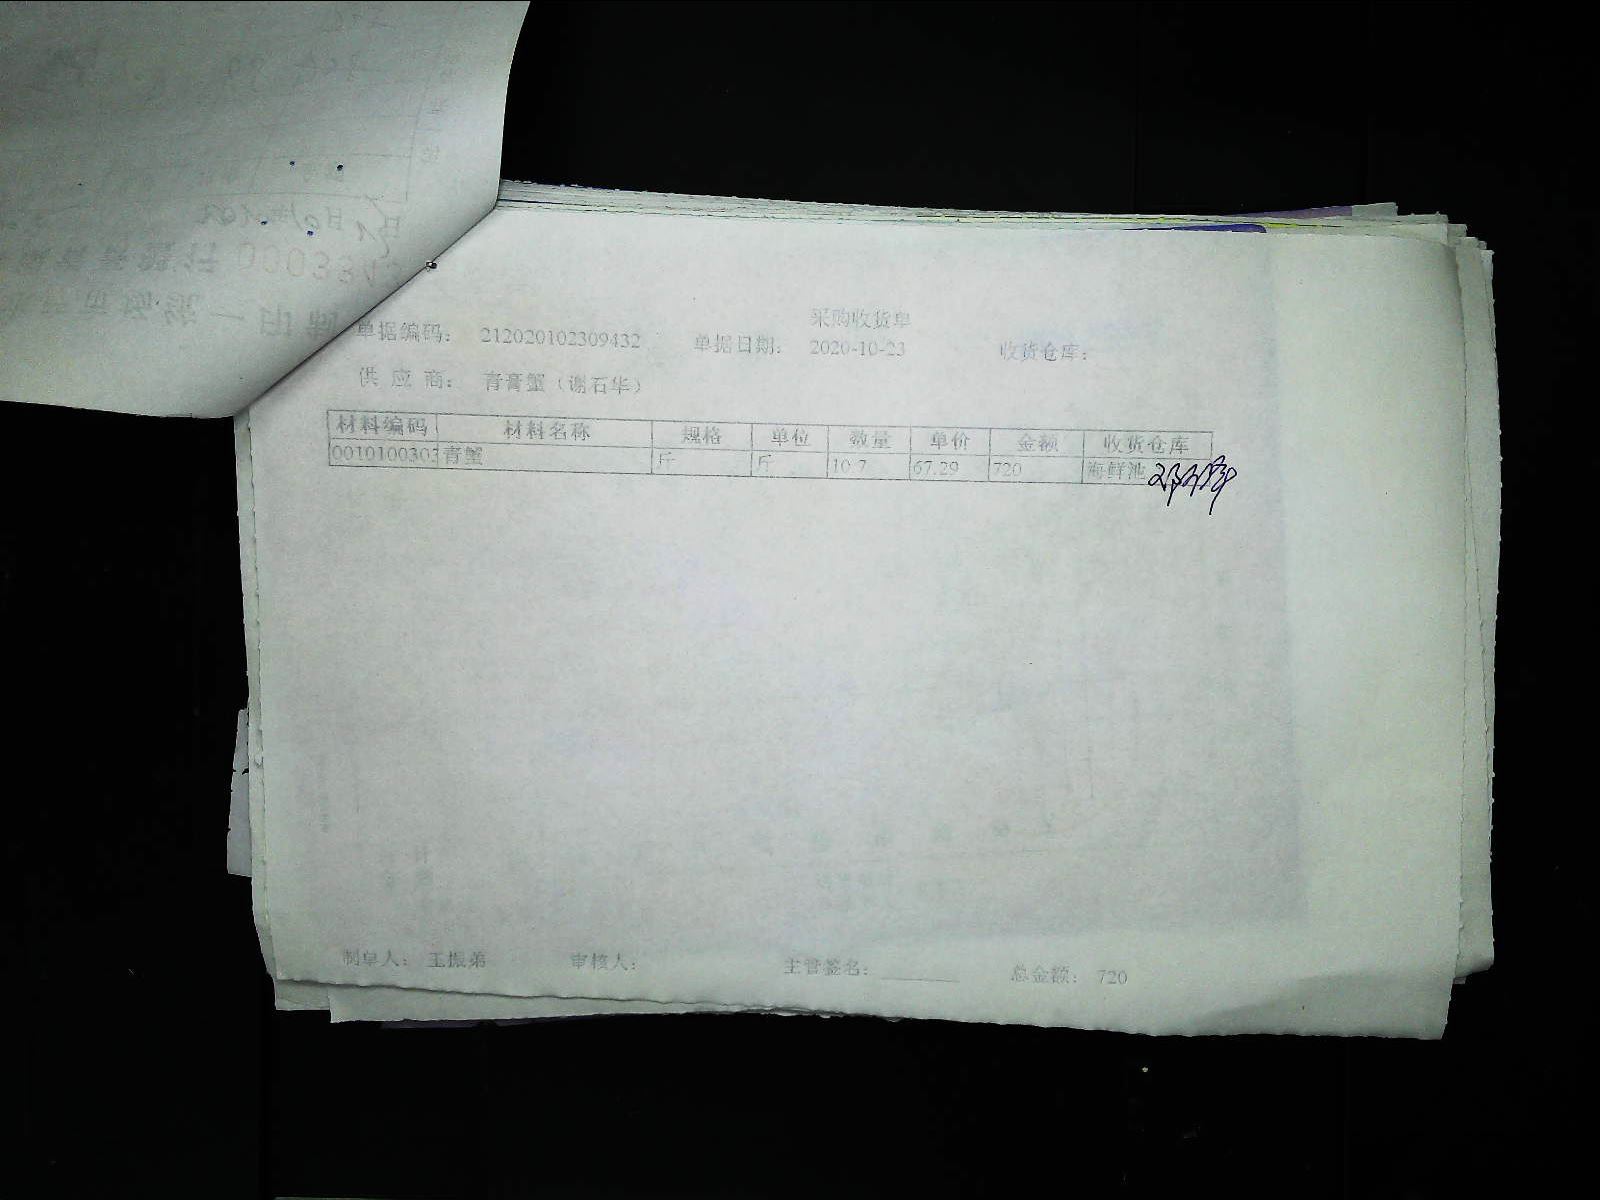 采购收货单
单据编码： 212020102309432 单据日期： 2020-10-23 收货仓库：
供 应 商： 青膏蟹（谢石华）
材料编码 材料名称 规格 单位 数量 单价 金额 收货仓库
0010100303 青蟹 斤 斤 10.7 67.29 720 海鲜池
制单人： 王振弟 审核人： 主管签名： 总金额： 720